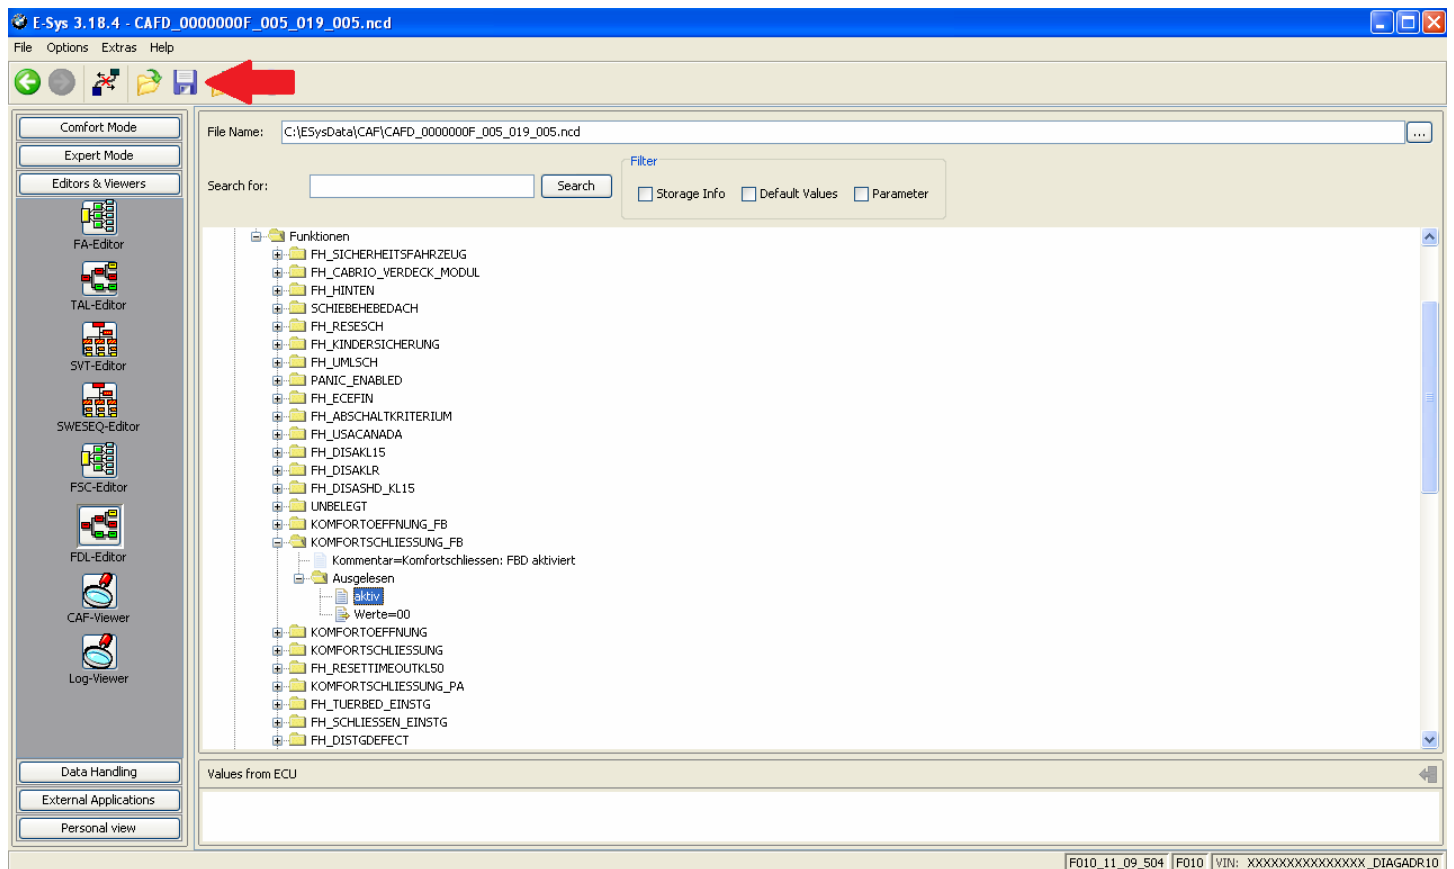 E-Sys 3.18.4 - CAFD_0000000F_005_019_005.ncd
File Options Extras Help
Comfort Mode
Expert Mode
Editors & Viewers
FA-Editor
TAL-Editor
SVT-Editor
SWESEQ-Editor
FSC-Editor
FDL-Editor
CAF-Viewer
Log-Viewer
Data Handling
External Applications
Personal view
File Name: C:\ESysData\CAF\CAFD_0000000F_005_019_005.ncd ...
Filter
Search for: Search Storage Info Default Values Parameter
Funktionen
FH_SICHERHEITSFAHRZEUG
FH_CABRIO_VERDECK_MODUL
FH_HINTEN
SCHIEBEHEBEDACH
FH_RESESCH
FH_KINDERSICHERUNG
FH_UMLSCH
PANIC_ENABLED
FH_ECEFIN
FH_ABSCHALTKRITERIUM
FH_USACANADA
FH_DISAKL15
FH_DISAKLR
FH_DISASHD_KL15
UNBELEGT
KOMFORTOEFFNUNG_FB
KOMFORTSCHLIESSUNG_FB
Kommentar=Komfortschliessen: FBD aktiviert
Ausgelesen
aktiv
Werte=00
KOMFORTOEFFNUNG
KOMFORTSCHLIESSUNG
FH_RESETTIMEOUTKL50
KOMFORTSCHLIESSUNG_PA
FH_TUERBED_EINSTG
FH_SCHLIESSEN_EINSTG
FH_DISTGDEFECT
Values from ECU
F010_11_09_504 F010 VIN: XXXXXXXXXXXXXXX_DIAGADR10